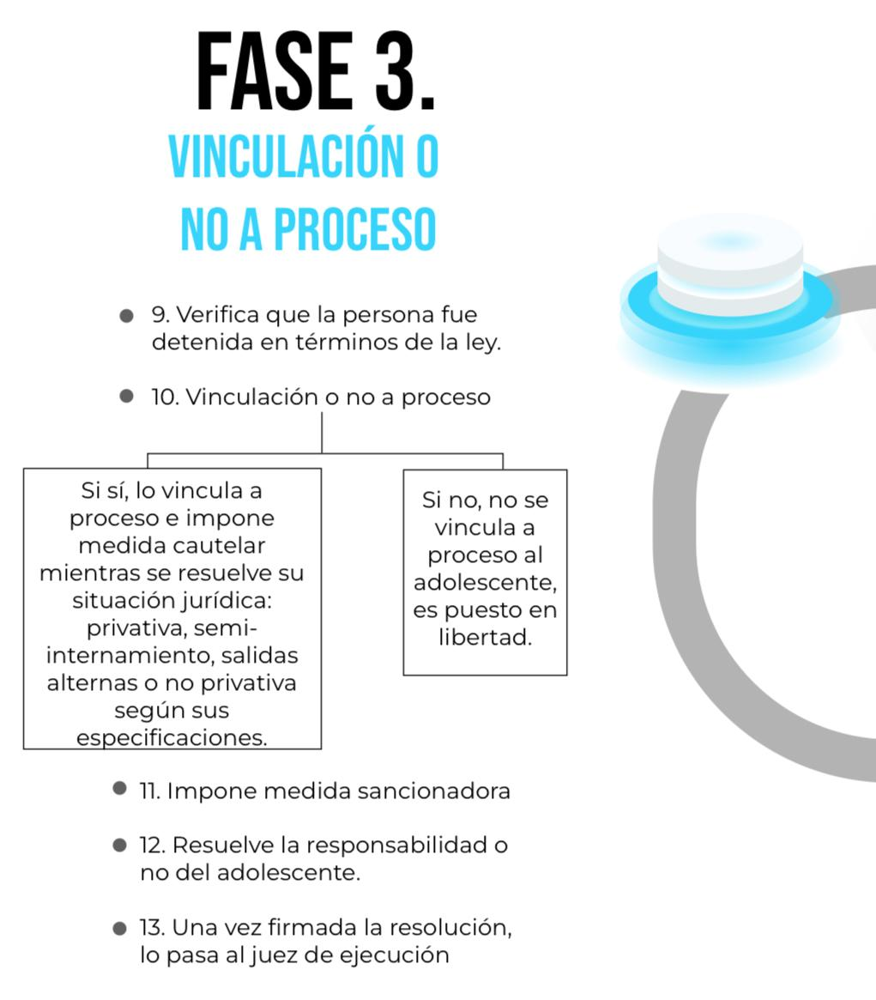 FASE 3.
VINCULACIÓN O
NO A PROCESO
9. Verifica que la persona fue
detenida en términos de la ley.
10. Vinculación o no a proceso
Si sí, lo vincula a
proceso e impone
medida cautelar
mientras se resuelve su
situación jurídica:
privativa, semi-
internamiento, salidas
alternas o no privativa
según sus
especificaciones.
Si no, no se
vincula a
proceso al
adolescente,
es puesto en
libertad.
11. Impone medida sancionadora
12. Resuelve la responsabilidad o
no del adolescente.
13. Una vez firmada la resolución,
lo pasa al juez de ejecución